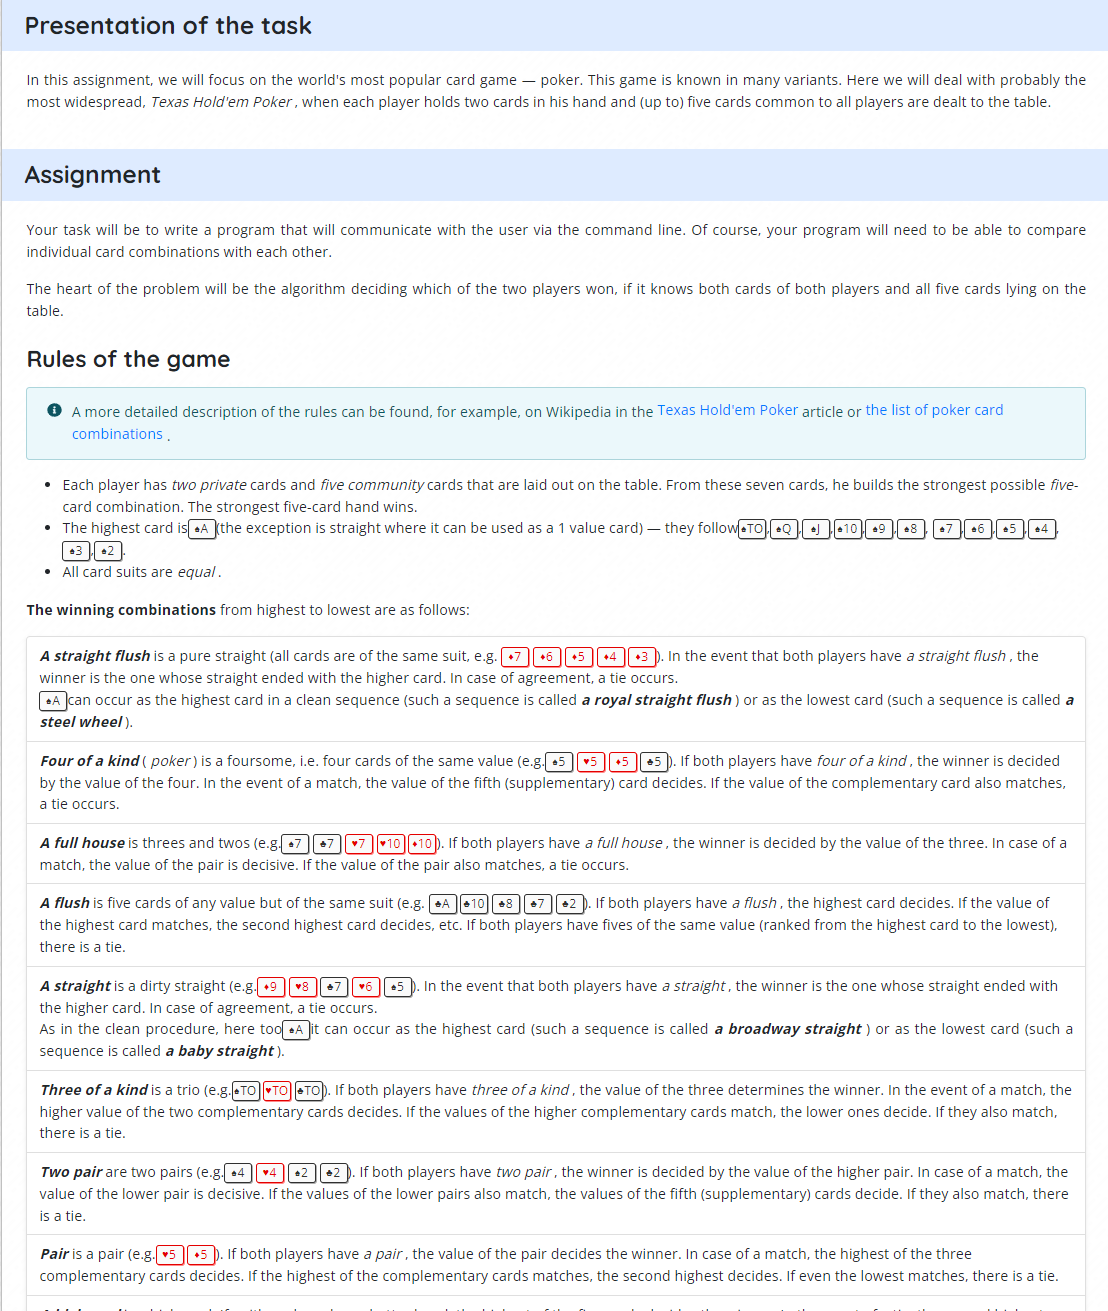 Presentation of the task
In this assignment, we will focus on the world's most popular card game — poker. This game is known in many variants. Here we will deal with probably the
most widespread, Texas Hold'em Poker , when each player holds two cards in his hand and (up to) five cards common to all players are dealt to the table.
Assignment
Your task will be to write a program that will communicate with the user via the command line. Of course, your program will need to be able to compare
individual card combinations with each other.
The heart of the problem will be the algorithm deciding which of the two players won, if it knows both cards of both players and all five cards lying on the
table.
Rules of the game
A more detailed description of the rules can be found, for example, on Wikipedia in the Texas Hold'em Poker article or the list of poker card
combinations .
• Each player has two private cards and five community cards that are laid out on the table. From these seven cards, he builds the strongest possible five-
card combination. The strongest five-card hand wins.
• The highest card is ♠A (the exception is straight where it can be used as a 1 value card) — they follow ♠TO, ♠Q, ♠J, ♠10, ♠9, ♠8, ♠7, ♠6, ♠5, ♠4,
♠3, ♠2.
• All card suits are equal .
The winning combinations from highest to lowest are as follows:
A straight flush is a pure straight (all cards are of the same suit, e.g. ♦7 ♦6 ♦5 ♦4 ♦3). In the event that both players have a straight flush , the
winner is the one whose straight ended with the higher card. In case of agreement, a tie occurs.
♠A can occur as the highest card in a clean sequence (such a sequence is called a royal straight flush ) or as the lowest card (such a sequence is called a
steel wheel ).
Four of a kind ( poker ) is a foursome, i.e. four cards of the same value (e.g. ♠5 ♥5 ♦5 ♣5). If both players have four of a kind , the winner is decided
by the value of the four. In the event of a match, the value of the fifth (supplementary) card decides. If the value of the complementary card also matches,
a tie occurs.
A full house is threes and twos (e.g. ♠7 ♣7 ♥7 ♥10 ♦10). If both players have a full house , the winner is decided by the value of the three. In case of a
match, the value of the pair is decisive. If the value of the pair also matches, a tie occurs.
A flush is five cards of any value but of the same suit (e.g. ♣A ♣10 ♣8 ♣7 ♣2). If both players have a flush , the highest card decides. If the value of
the highest card matches, the second highest card decides, etc. If both players have fives of the same value (ranked from the highest card to the lowest),
there is a tie.
A straight is a dirty straight (e.g. ♦9 ♥8 ♣7 ♥6 ♠5). In the event that both players have a straight , the winner is the one whose straight ended with
the higher card. In case of agreement, a tie occurs.
As in the clean procedure, here too ♠A it can occur as the highest card (such a sequence is called a broadway straight ) or as the lowest card (such a
sequence is called a baby straight ).
Three of a kind is a trio (e.g. ♠TO ♥TO ♣TO). If both players have three of a kind , the value of the three determines the winner. In the event of a match, the
higher value of the two complementary cards decides. If the values of the higher complementary cards match, the lower ones decide. If they also match,
there is a tie.
Two pair are two pairs (e.g. ♠4 ♥4 ♠2 ♣2). If both players have two pair , the winner is decided by the value of the higher pair. In case of a match, the
value of the lower pair is decisive. If the values of the lower pairs also match, the values of the fifth (supplementary) cards decide. If they also match, there
is a tie.
Pair is a pair (e.g. ♥5 ♦5). If both players have a pair , the value of the pair decides the winner. In case of a match, the highest of the three
complementary cards decides. If the highest of the complementary cards matches, the second highest decides. If even the lowest matches, there is a tie.